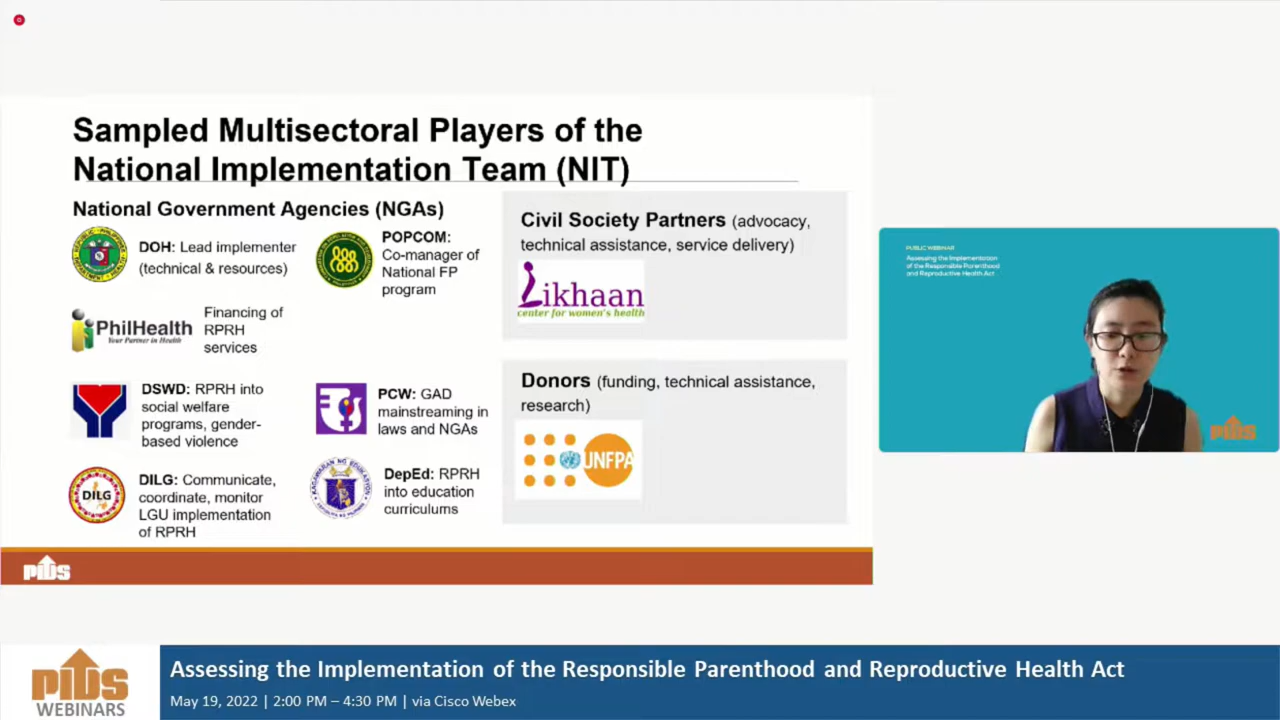 Sampled Multisectoral Players of the
National Implementation Team (NIT)
National Government Agencies (NGAs)
DOH: Lead implementer
(technical & resources)
POPCOM:
Co-manager of
National FP
program
PhilHealth
Your Partner in Health
Financing of
RPRH
services
DSWD: RPRH into
social welfare
programs, gender-
based violence
PCW: GAD
mainstreaming in
laws and NGAs
DILG
DILG: Communicate,
coordinate, monitor
LGU implementation
of RPRH
KAGAWARAN NG EDUKASYON
DepEd: RPRH
into education
curriculums
Civil Society Partners (advocacy,
technical assistance, service delivery)
Likhaan
center for women's health
Donors (funding, technical assistance,
research)
UNFPA
PIDS
PUBLIC WEBINAR
Assessing the Implementation
of the Responsible Parenthood
and Reproductive Health Act
PIDS
PIDS
WEBINARS
Assessing the Implementation of the Responsible Parenthood and Reproductive Health Act
May 19, 2022 | 2:00 PM – 4:30 PM | via Cisco Webex